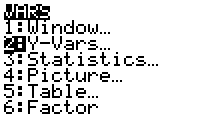 VARS
1:Window…
2:Y-Vars…
3:Statistics…
4:Picture…
5:Table…
6:Factor